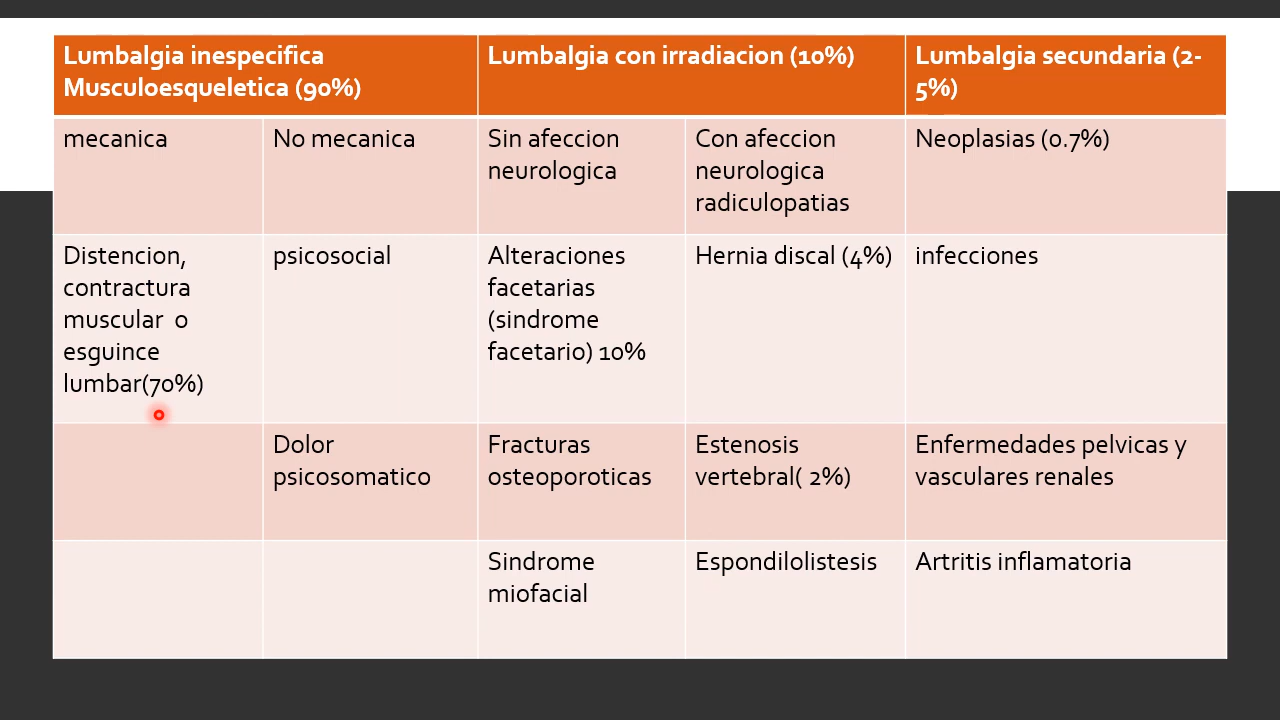 Lumbalgia inespecifica
Musculoesqueletica (90%)
Lumbalgia con irradiacion (10%)
Lumbalgia secundaria (2-
5%)
mecanica
No mecanica
Sin afeccion
neurologica
Con afeccion
neurologica
radiculopatias
Neoplasias (0.7%)
Distencion,
contractura
muscular o
esguince
lumbar(70%)
psicosocial
Alteraciones
facetarias
(sindrome
facetario) 10%
Hernia discal (4%)
infecciones
Dolor
psicosomatico
Fracturas
osteoporoticas
Estenosis
vertebral( 2%)
Enfermedades pelvicas y
vasculares renales
Sindrome
miofacial
Espondilolistesis
Artritis inflamatoria